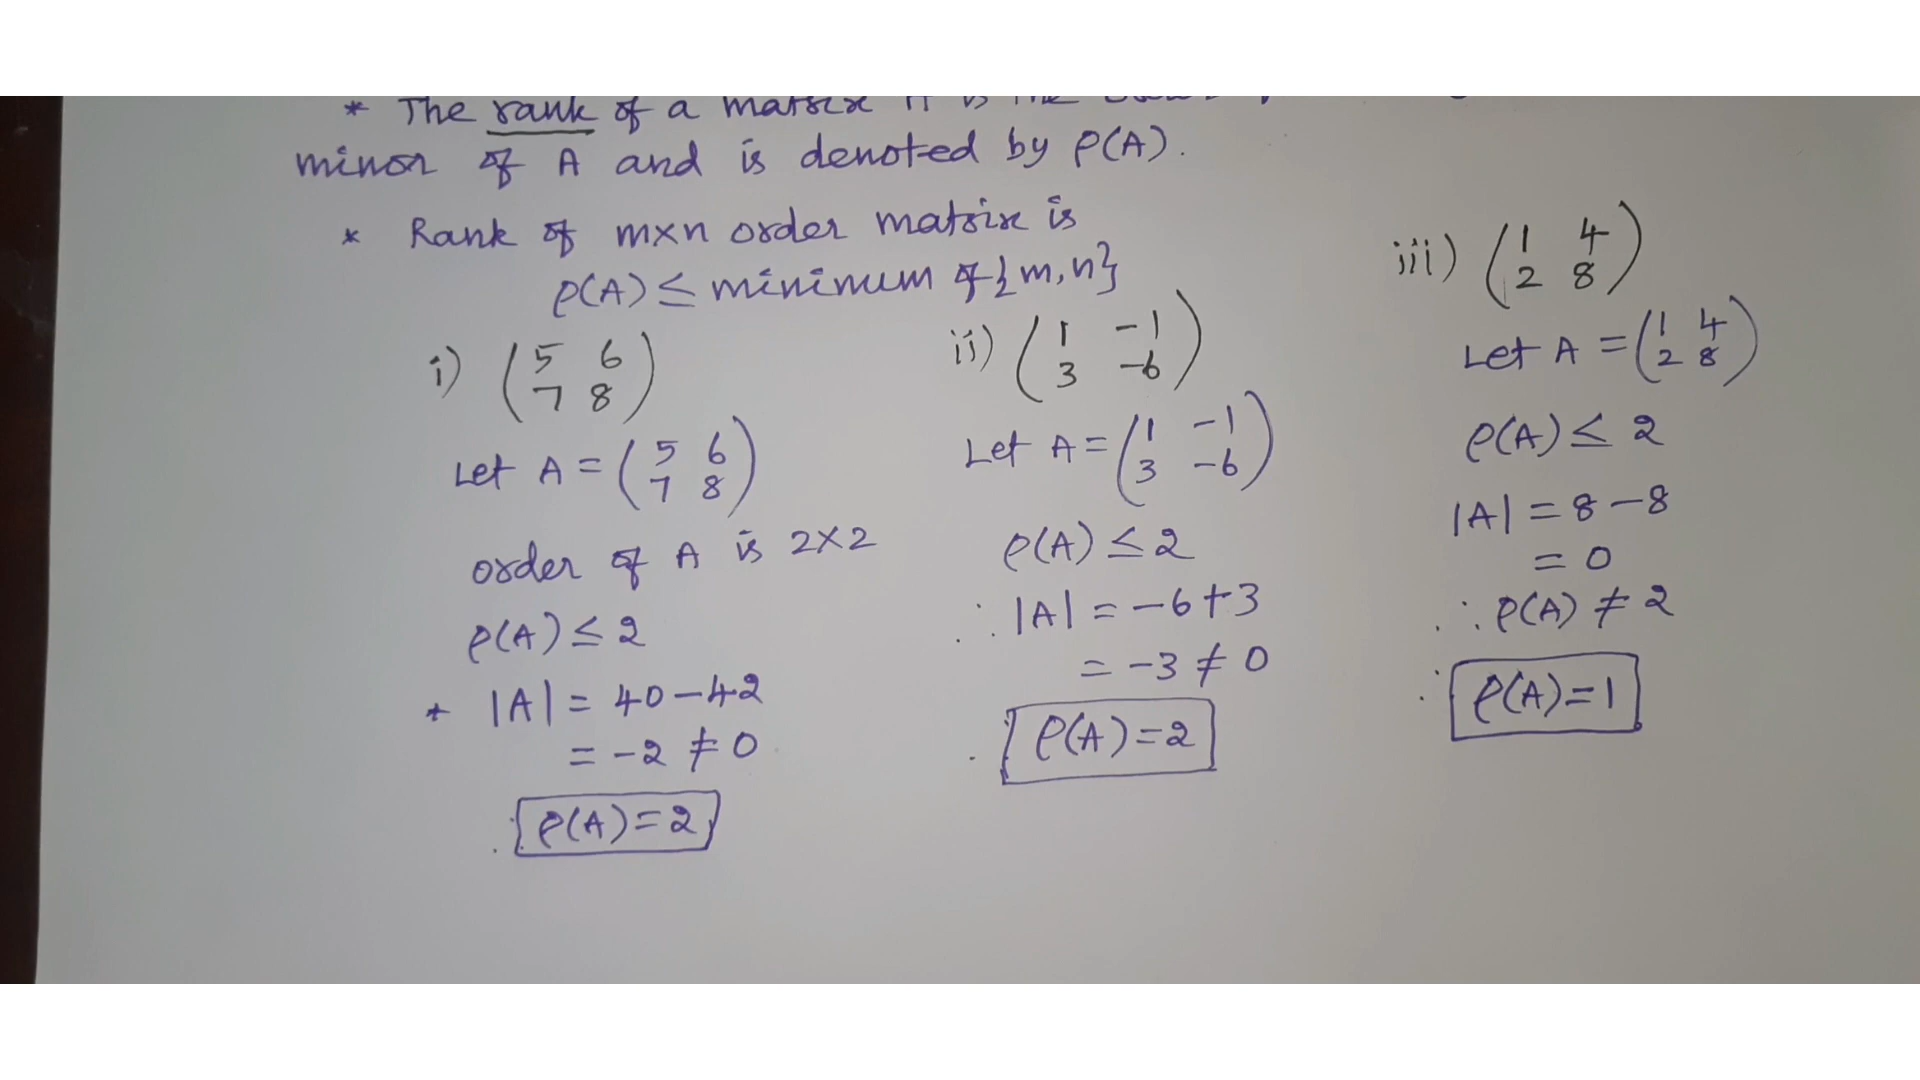 * The rank of a matrix A is the
minor of A and is denoted by ρ(A).
* Rank of m×n order matrix is
ρ(A) ≤ minimum of {m,n}
i) (5 6
7 8)
Let A = (5 6
7 8)
order of A is 2×2
ρ(A) ≤ 2
* |A| = 40-42
= -2 ≠ 0
∴ ρ(A)=2
ii) (1 -1
3 -6)
Let A = (1 -1
3 -6)
ρ(A) ≤ 2
∴ |A| = -6+3
= -3 ≠ 0
∴ ρ(A)=2
iii) (1 4
2 8)
Let A = (1 4
2 8)
ρ(A) ≤ 2
|A| = 8-8
= 0
∴ ρ(A) ≠ 2
∴ ρ(A)=1